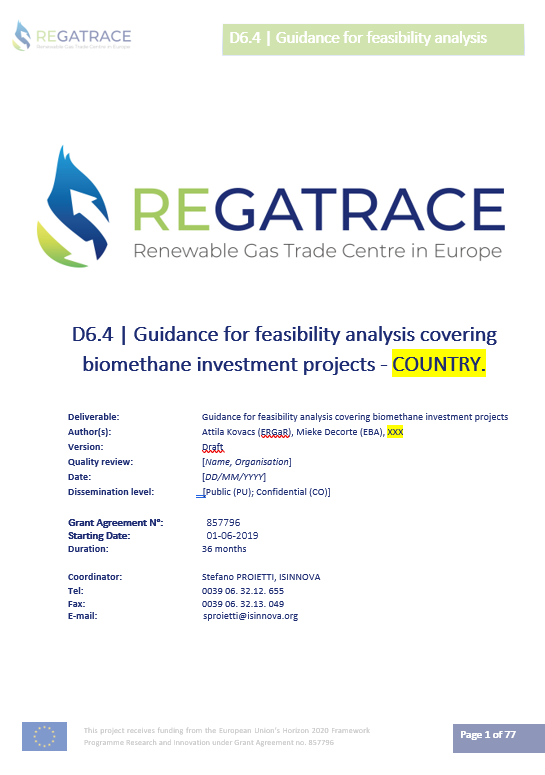 REGATRACE
Renewable Gas Trade Centre in Europe
D6.4 | Guidance for feasibility analysis
REGATRACE
Renewable Gas Trade Centre in Europe
D6.4 | Guidance for feasibility analysis covering
biomethane investment projects - COUNTRY.
Deliverable: Guidance for feasibility analysis covering biomethane investment projects
Author(s): Attila Kovacs (ERGaR), Mieke Decorte (EBA), XXX
Version: Draft
Quality review: [Name, Organisation]
Date: [DD/MM/YYYY]
Dissemination level: [Public (PU); Confidential (CO)]
Grant Agreement N°: 857796
Starting Date: 01-06-2019
Duration: 36 months
Coordinator: Stefano PROIETTI, ISINNOVA
Tel: 0039 06. 32.12. 655
Fax: 0039 06. 32.13. 049
E-mail: sproietti@isinnova.org
This project receives funding from the European Union's Horizon 2020 Framework
Programme Research and Innovation under Grant Agreement no. 857796
Page 1 of 77